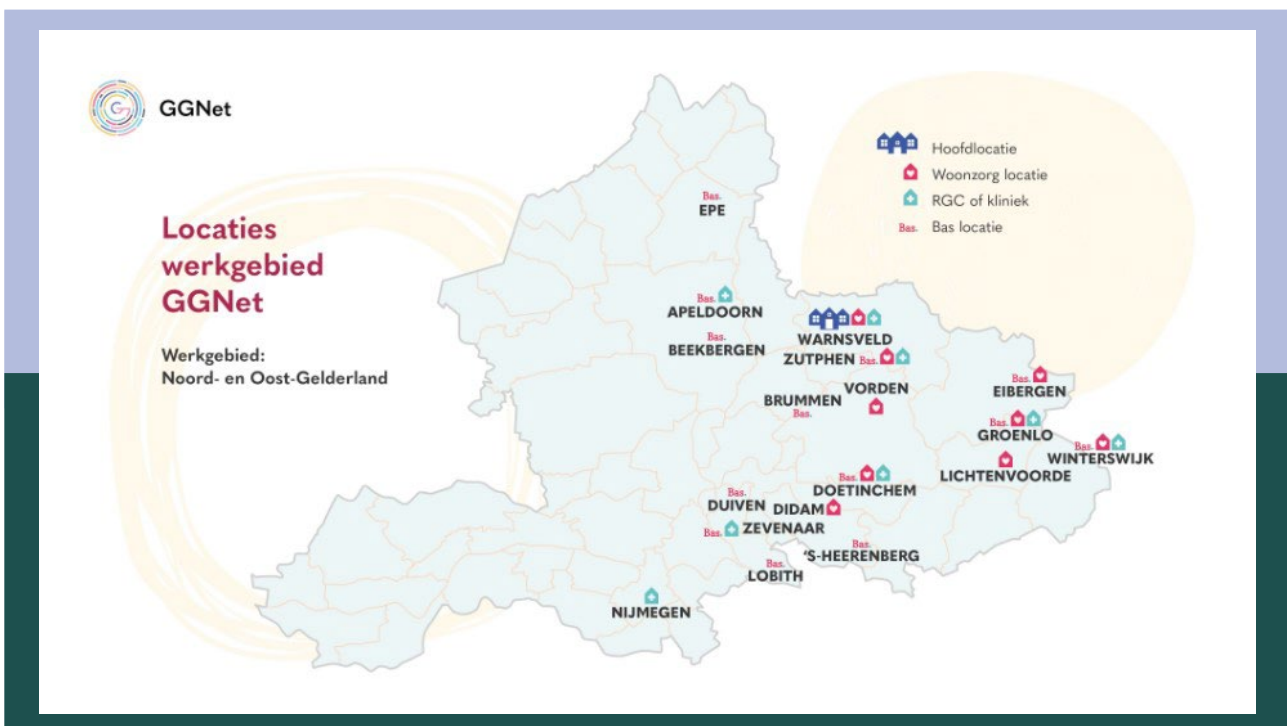 GGNet
Locaties
werkgebied
GGNet
Werkgebied:
Noord- en Oost-Gelderland
Hoofdlocatie
Woonzorg locatie
RGC of kliniek
Bas. Bas locatie
Bas.
EPE
Bas.
APELDOORN
Bas.
BEEKBERGEN
WARNSVELD
ZUTPHEN Bas.
VORDEN
BRUMMEN
Bas.
Bas.
EIBERGEN
Bas.
GROENLO
Bas.
WINTERSWIJK
LICHTENVOORDE
Bas.
DOETINCHEM
Bas.
DUIVEN
DIDAM
Bas. ZEVENAAR
Bas.
'S-HEERENBERG
Bas.
LOBITH
NIJMEGEN